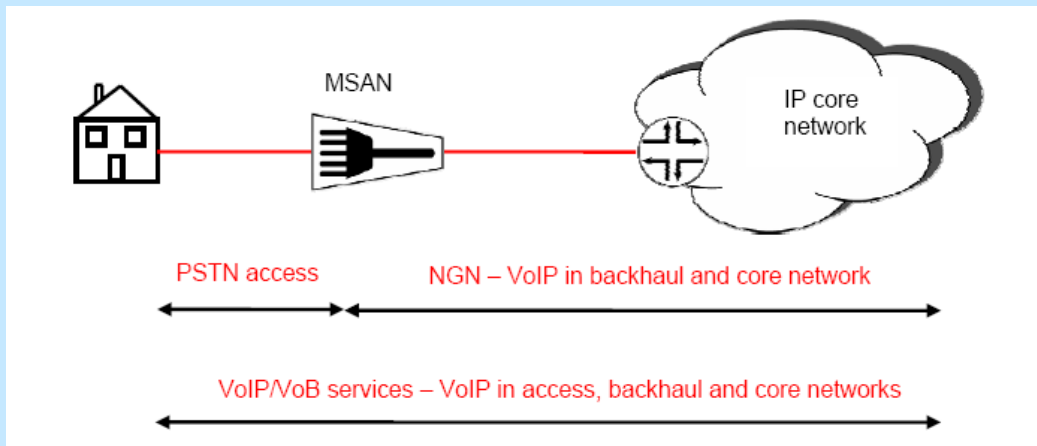 MSAN
IP core
network
PSTN access
NGN – VoIP in backhaul and core network
VoIP/VoB services – VoIP in access, backhaul and core networks